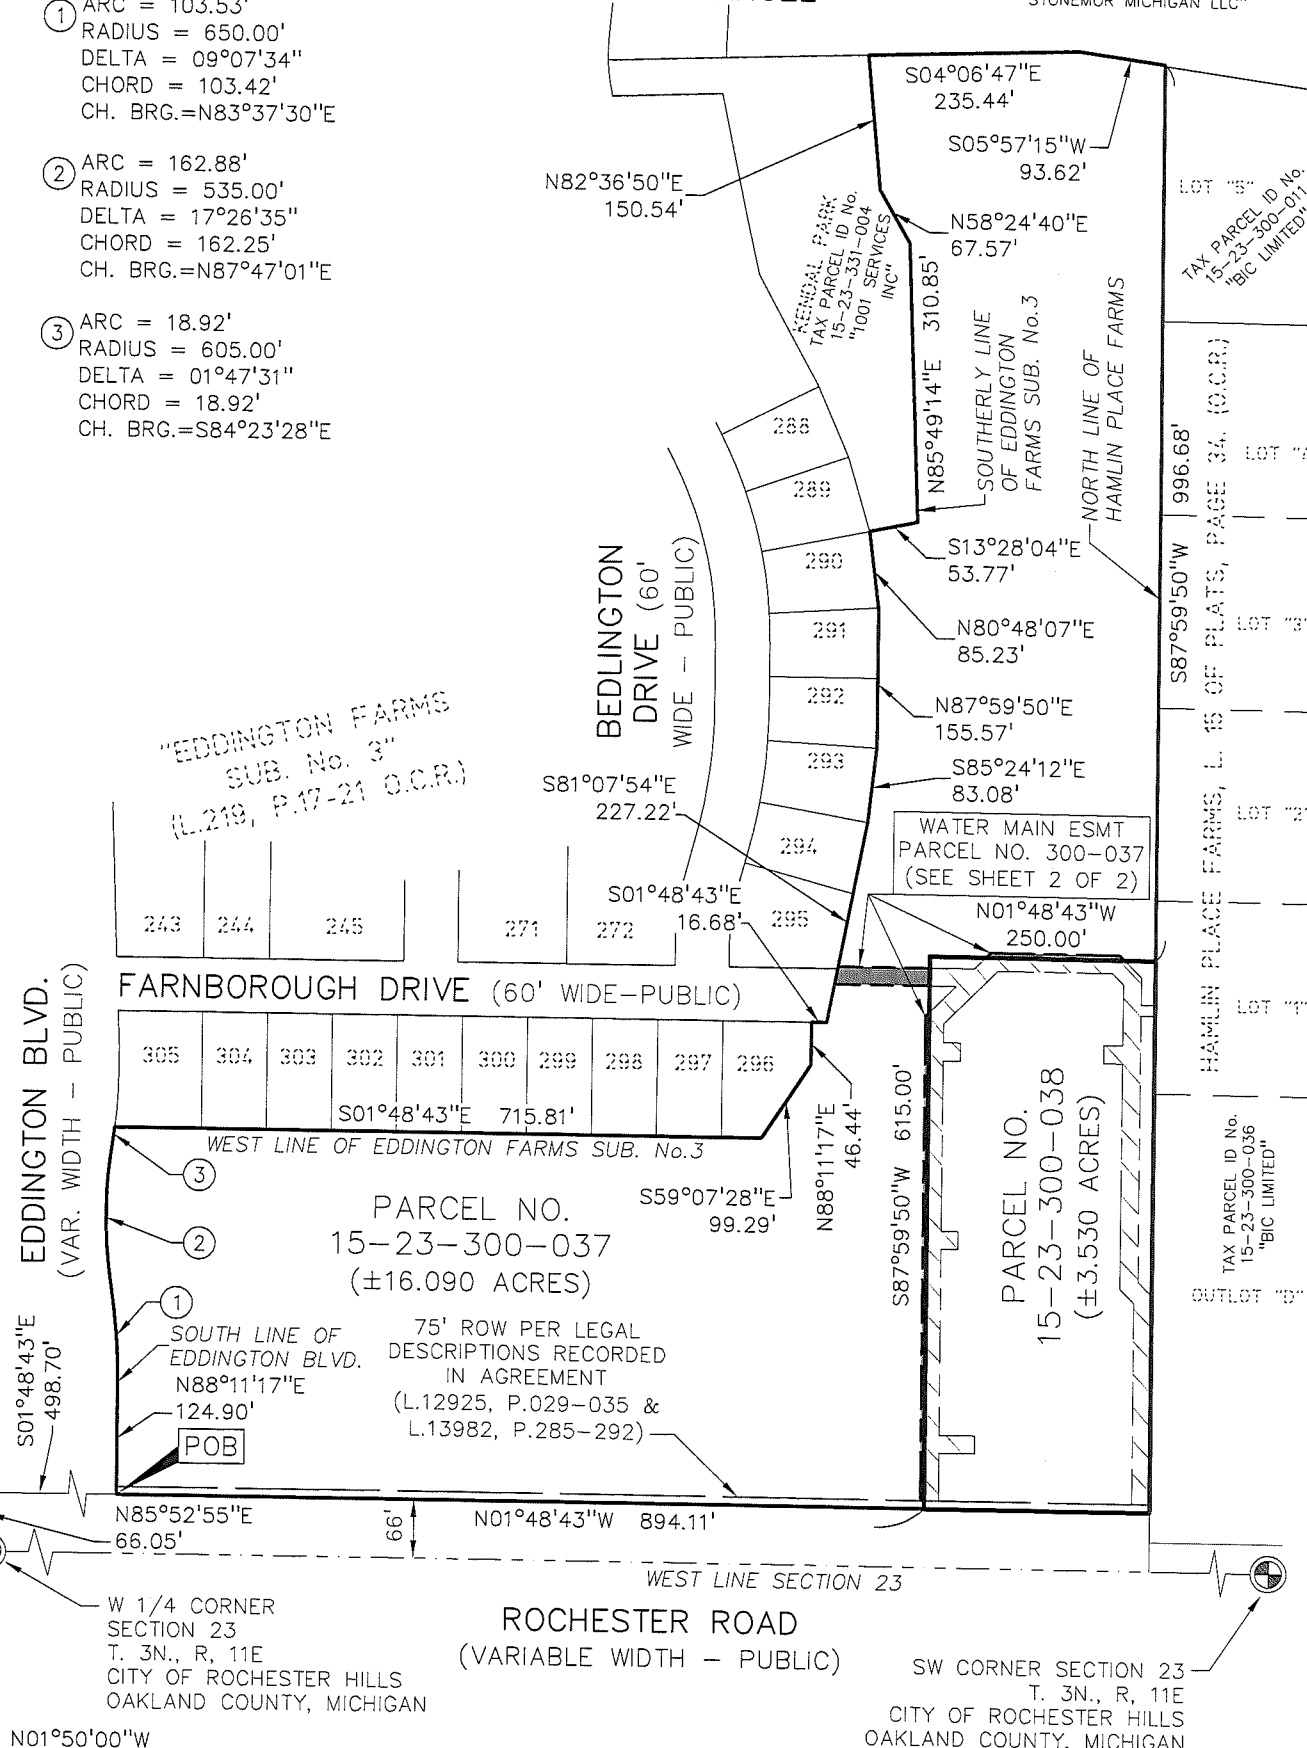 ① ARC = 103.53'
RADIUS = 650.00'
DELTA = 09°07'34"
CHORD = 103.42'
CH. BRG.=N83°37'30"E
② ARC = 162.88'
RADIUS = 535.00'
DELTA = 17°26'35"
CHORD = 162.25'
CH. BRG.=N87°47'01"E
③ ARC = 18.92'
RADIUS = 605.00'
DELTA = 01°47'31"
CHORD = 18.92'
CH. BRG.=S84°23'28"E
STONEMOR MICHIGAN LLC"
S04°06'47"E
235.44'
S05°57'15"W
93.62'
N82°36'50"E
150.54'
N58°24'40"E
67.57'
KENDAL PARK
TAX PARCEL ID No.
15-23-331-004
"1001 SERVICES
INC"
N85°49'14"E 310.85'
SOUTHERLY LINE
OF EDDINGTON
FARMS SUB. No.3
NORTH LINE OF
HAMLIN PLACE FARMS
LOT "5"
TAX PARCEL ID No.
15-23-300-011
"BIC LIMITED"
S87°59'50"W 996.68'
HAMLIN PLACE FARMS, L. 15 OF PLATS, PAGE 34, (O.C.R.)
LOT "4
LOT "3"
LOT "2"
LOT "1"
288
289
290
291
292
293
294
295
S13°28'04"E
53.77'
N80°48'07"E
85.23'
N87°59'50"E
155.57'
S85°24'12"E
83.08'
BEDLINGTON
DRIVE (60'
WIDE - PUBLIC)
"EDDINGTON FARMS
SUB. No. 3"
(L.219, P.17-21 O.C.R.)
S81°07'54"E
227.22'
WATER MAIN ESMT
PARCEL NO. 300-037
(SEE SHEET 2 OF 2)
S01°48'43"E
16.68'
N01°48'43"W
250.00'
243
244
245
271
272
FARNBOROUGH DRIVE (60' WIDE-PUBLIC)
EDDINGTON BLVD.
(VAR. WIDTH - PUBLIC)
305
304
303
302
301
300
299
298
297
296
S01°48'43"E 715.81'
WEST LINE OF EDDINGTON FARMS SUB. No.3
N88°11'17"E
46.44'
S59°07'28"E
99.29'
S87°59'50"W 615.00'
PARCEL NO.
15-23-300-038
(±3.530 ACRES)
TAX PARCEL ID No.
15-23-300-036
"BIC LIMITED"
OUTLOT "D"
③
②
①
PARCEL NO.
15-23-300-037
(±16.090 ACRES)
SOUTH LINE OF
EDDINGTON BLVD.
N88°11'17"E
124.90'
75' ROW PER LEGAL
DESCRIPTIONS RECORDED
IN AGREEMENT
(L.12925, P.029-035 &
L.13982, P.285-292)
S01°48'43"E
498.70'
POB
N85°52'55"E
66.05'
66'
N01°48'43"W 894.11'
WEST LINE SECTION 23
W 1/4 CORNER
SECTION 23
T. 3N., R, 11E
CITY OF ROCHESTER HILLS
OAKLAND COUNTY, MICHIGAN
ROCHESTER ROAD
(VARIABLE WIDTH - PUBLIC)
SW CORNER SECTION 23
T. 3N., R, 11E
CITY OF ROCHESTER HILLS
OAKLAND COUNTY, MICHIGAN
N01°50'00"W